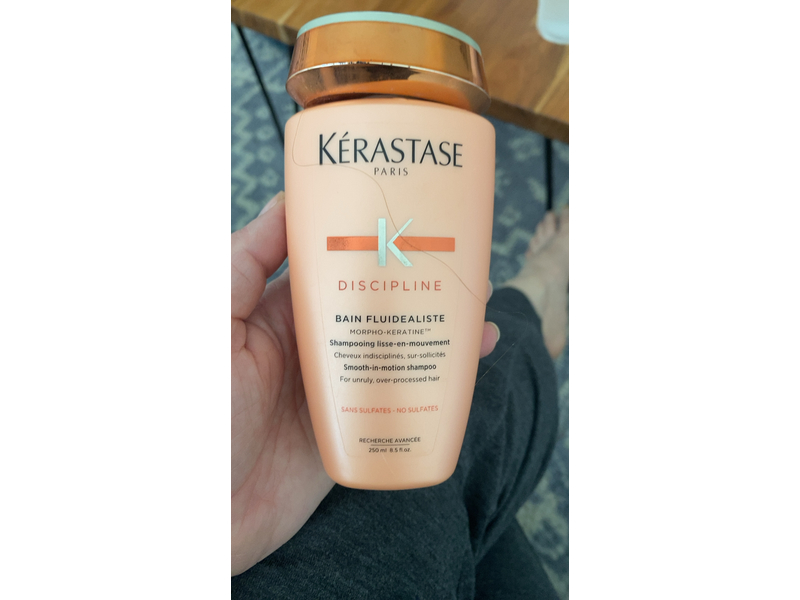 KÉRASTASE
PARIS
K
DISCIPLINE
BAIN FLUIDEALISTE
MORPHO-KERATINE™
Shampooing lisse-en-mouvement
Cheveux indisciplinés, sur-sollicités
Smooth-in-motion shampoo
For unruly, over-processed hair
SANS SULFATES - NO SULFATES
RECHERCHE AVANCÉE
250 ml 8.5 fl oz